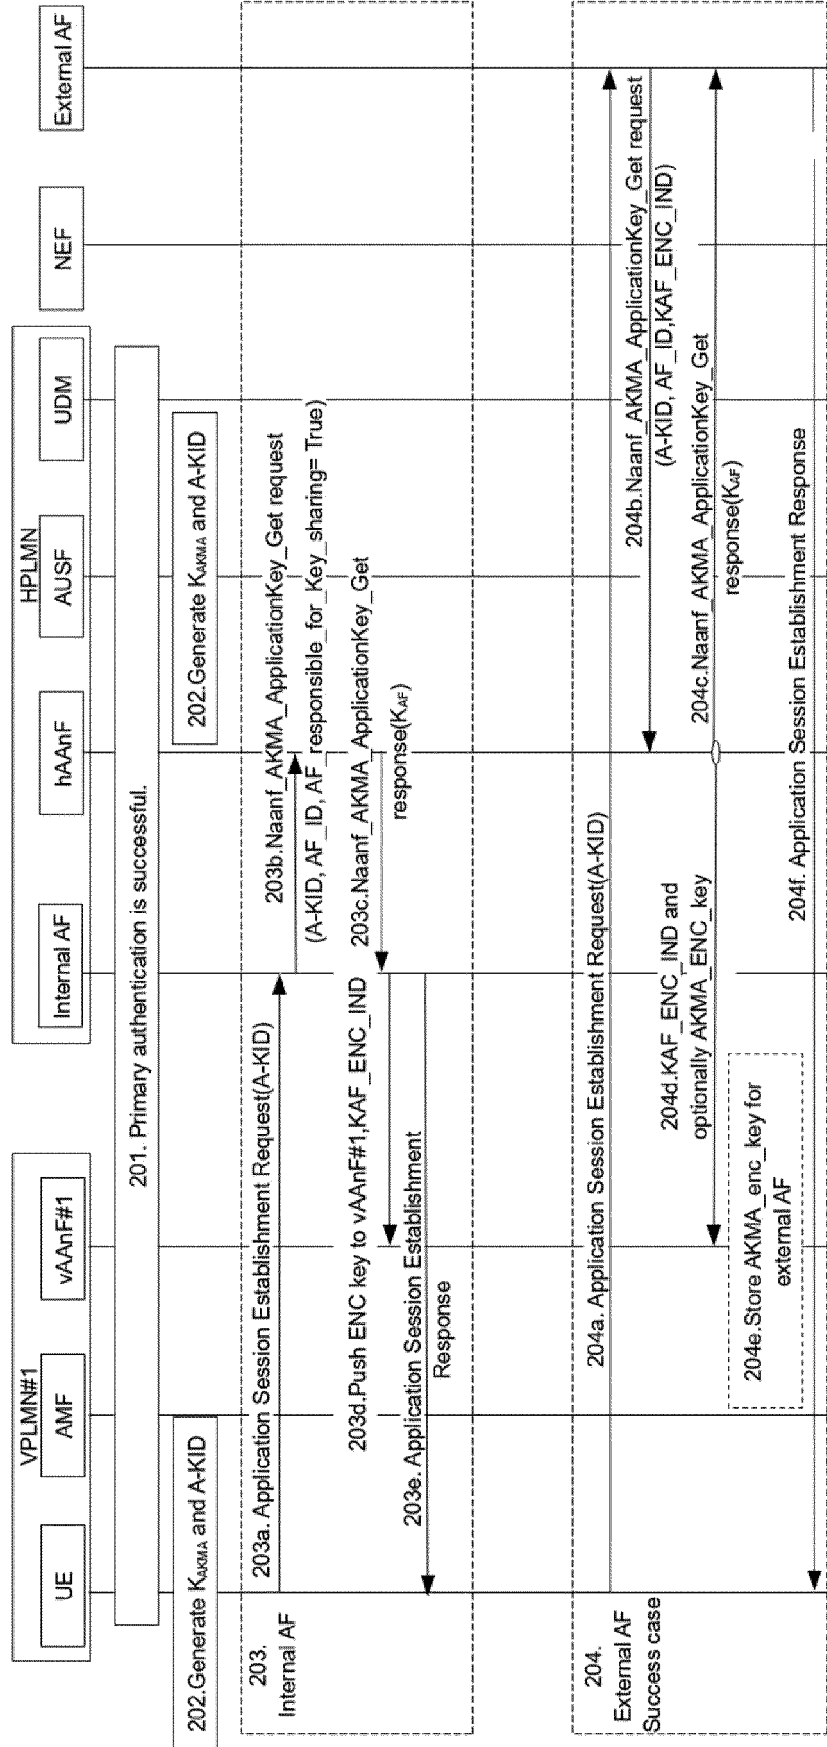 VPLMN#1
HPLMN
UE
AMF
vAAnF#1
Internal AF
hAAnF
AUSF
UDM
NEF
External AF
201. Primary authentication is successful.
202.Generate KAKMA and A-KID
202.Generate KAKMA and A-KID
203.
Internal AF
203a. Application Session Establishment Request(A-KID)
203b.Naanf_AKMA_ApplicationKey_Get request
(A-KID, AF_ID, AF_responsible_for_Key_sharing= True)
203c.Naanf_AKMA_ApplicationKey_Get
response(KAF)
203d.Push ENC key to vAAnF#1,KAF_ENC_IND
203e. Application Session Establishment
Response
204.
External AF
Success case
204a. Application Session Establishment Request(A-KID)
204b.Naanf_AKMA_ApplicationKey_Get request
(A-KID, AF_ID,KAF_ENC_IND)
204c.Naanf_AKMA_ApplicationKey_Get
response(KAF)
204d.KAF_ENC_IND and
optionally AKMA_ENC_key
204e.Store AKMA_enc_key for
external AF
204f. Application Session Establishment Response